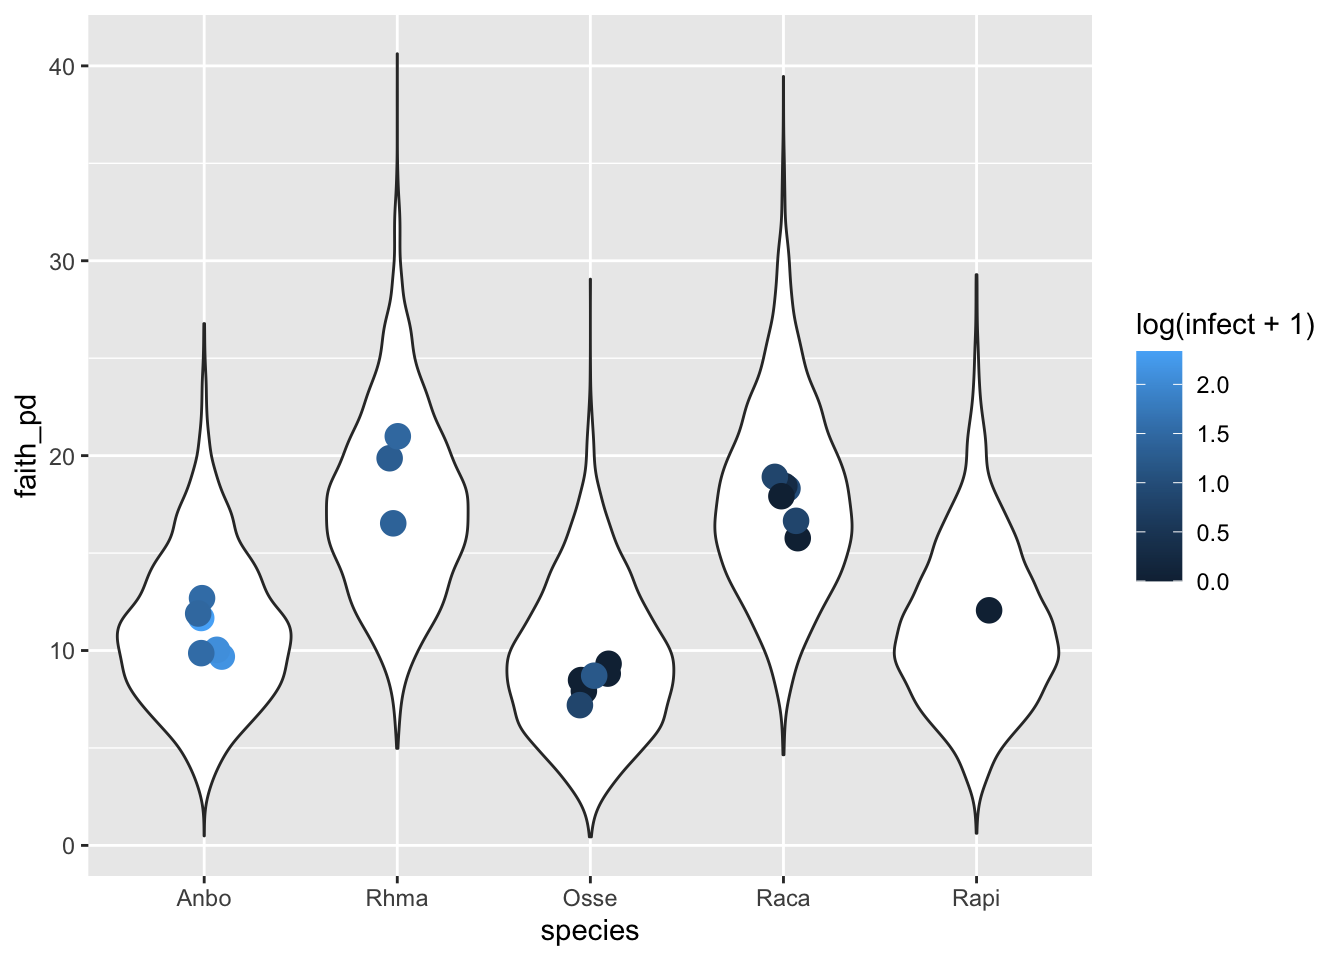 faith_pd
40
30
20
10
0
Anbo
Rhma
Osse
Raca
Rapi
species
log(infect + 1)
2.0
1.5
1.0
0.5
0.0